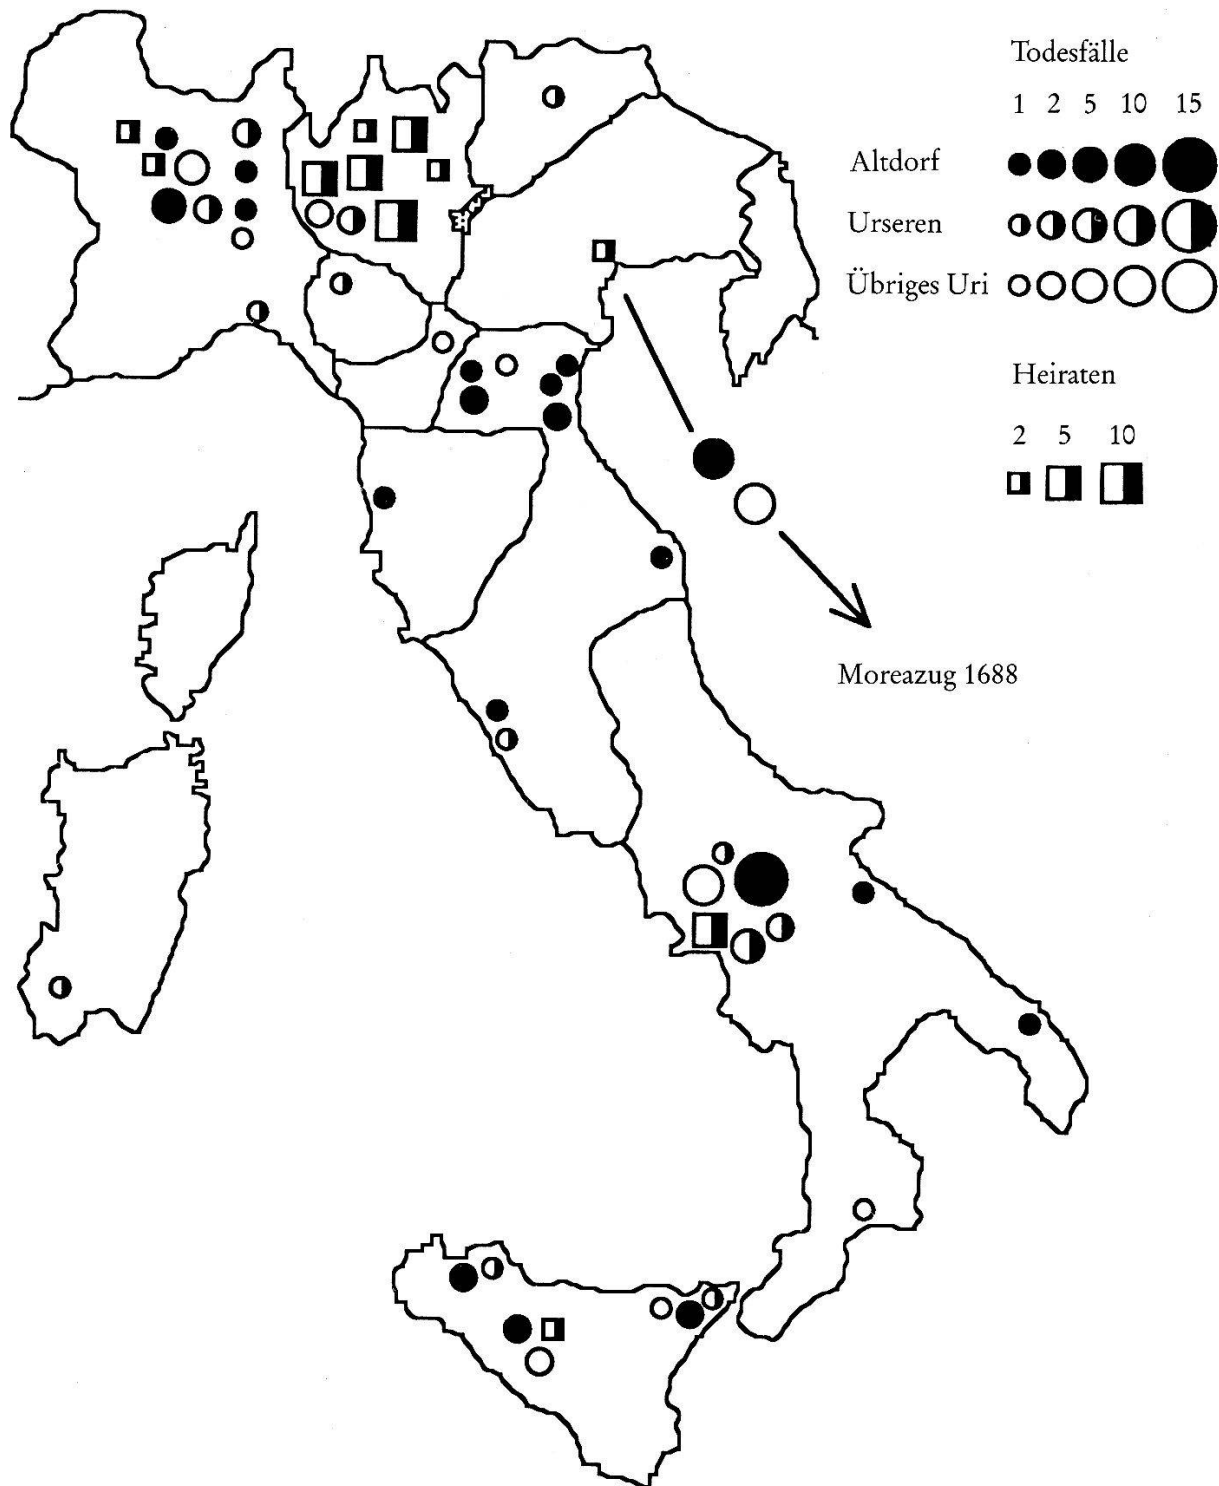 Todesfälle
1 2 5 10 15
Altdorf
Urseren
Übriges Uri
Heiraten
2 5 10
Moreazug 1688